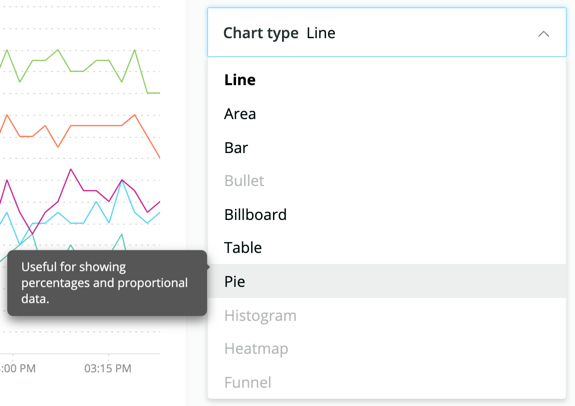 Chart type Line
Line
Area
Bar
Bullet
Billboard
Table
Useful for showing
percentages and proportional
data.
Pie
Histogram
Heatmap
Funnel
:00 PM
03:15 PM